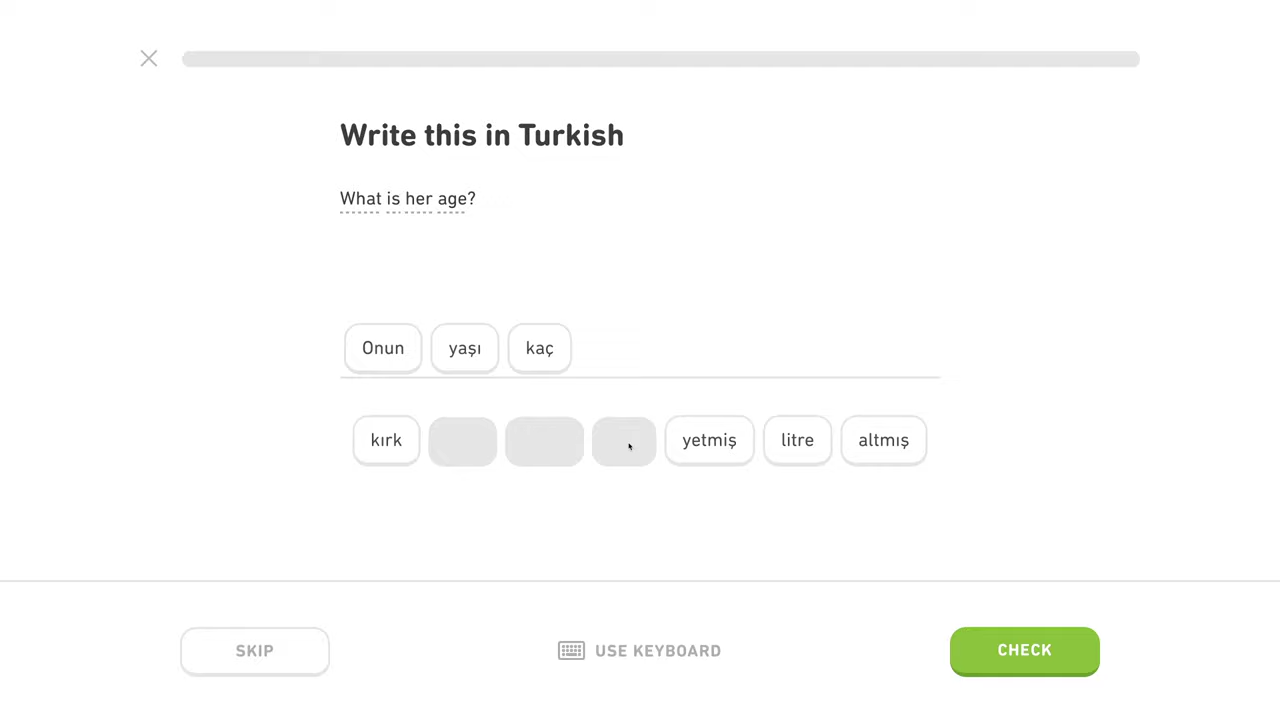 Write this in Turkish
What is her age?
Onun yaşı kaç
kırk yetmiş litre altmış
SKIP USE KEYBOARD CHECK